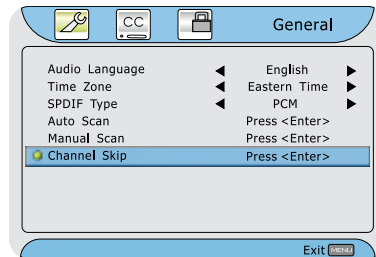 CC General
Audio Language English
Time Zone Eastern Time
SPDIF Type PCM
Auto Scan Press <Enter>
Manual Scan Press <Enter>
Channel Skip Press <Enter>
Exit MENU